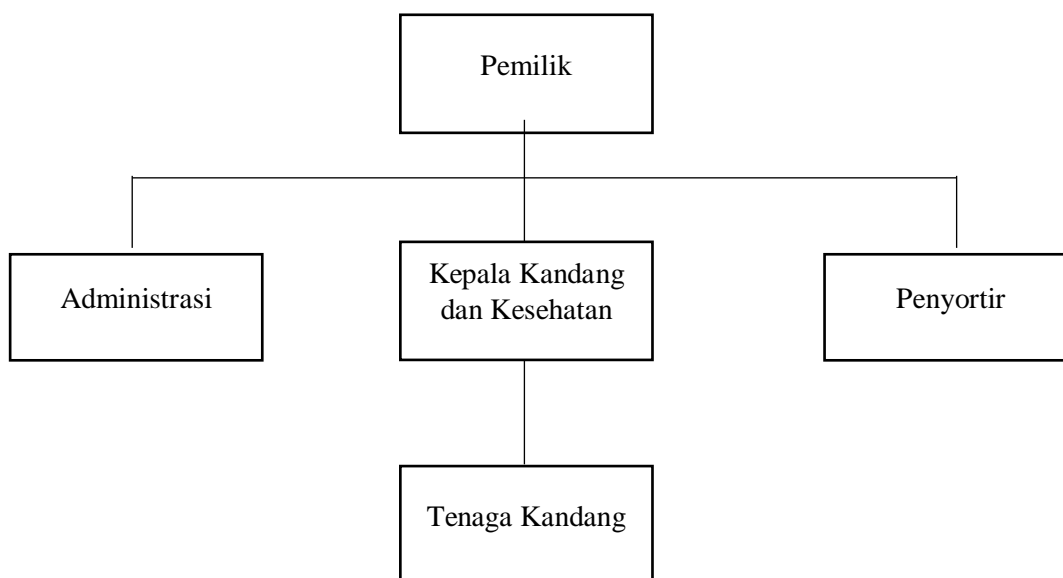 Pemilik
Administrasi
Kepala Kandang
dan Kesehatan
Penyortir
Tenaga Kandang